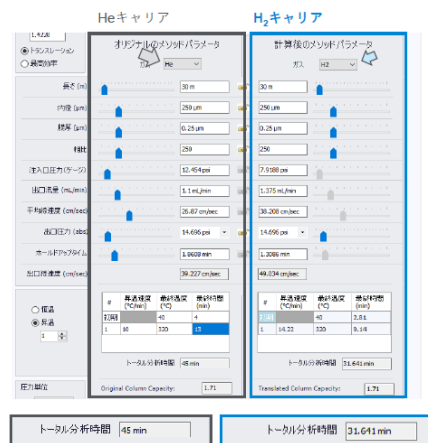 Heキャリア H₂キャリア
1.4220
トランスレーション
最高効率
オリジナルのメソッドパラメータ 計算後のメソッドパラメータ
ガス He ガス H2
長さ (m) 30 m 30 m
内径 (μm) 250 μm 250 μm
膜厚 (μm) 0.25 μm 0.25 μm
相比 250 250
注入口圧力(ゲージ) 12.454 psi 7.9188 psi
出口流量 (mL/min) 1.1 mL/min 1.375 mL/min
平均線速度 (cm/sec) 26.87 cm/sec 38.208 cm/sec
出口圧力 (abs) 14.696 psi 14.696 psi
ホールドアップタイム 1.8608 min 1.3086 min
出口線速度 (cm/sec) 39.227 cm/sec 49.034 cm/sec
恒温
昇温
1
# 昇温速度 (°C/min) 最終温度 (°C) 最終時間 (min) # 昇温速度 (°C/min) 最終温度 (°C) 最終時間 (min)
初期 40 4 初期 40 2.81
1 10 320 13 1 14.22 320 9.14
トータル分析時間 45 min トータル分析時間 31.641 min
圧力単位 Original Column Capacity: 1.71 Translated Column Capacity: 1.71
トータル分析時間 45 min トータル分析時間 31.641 min